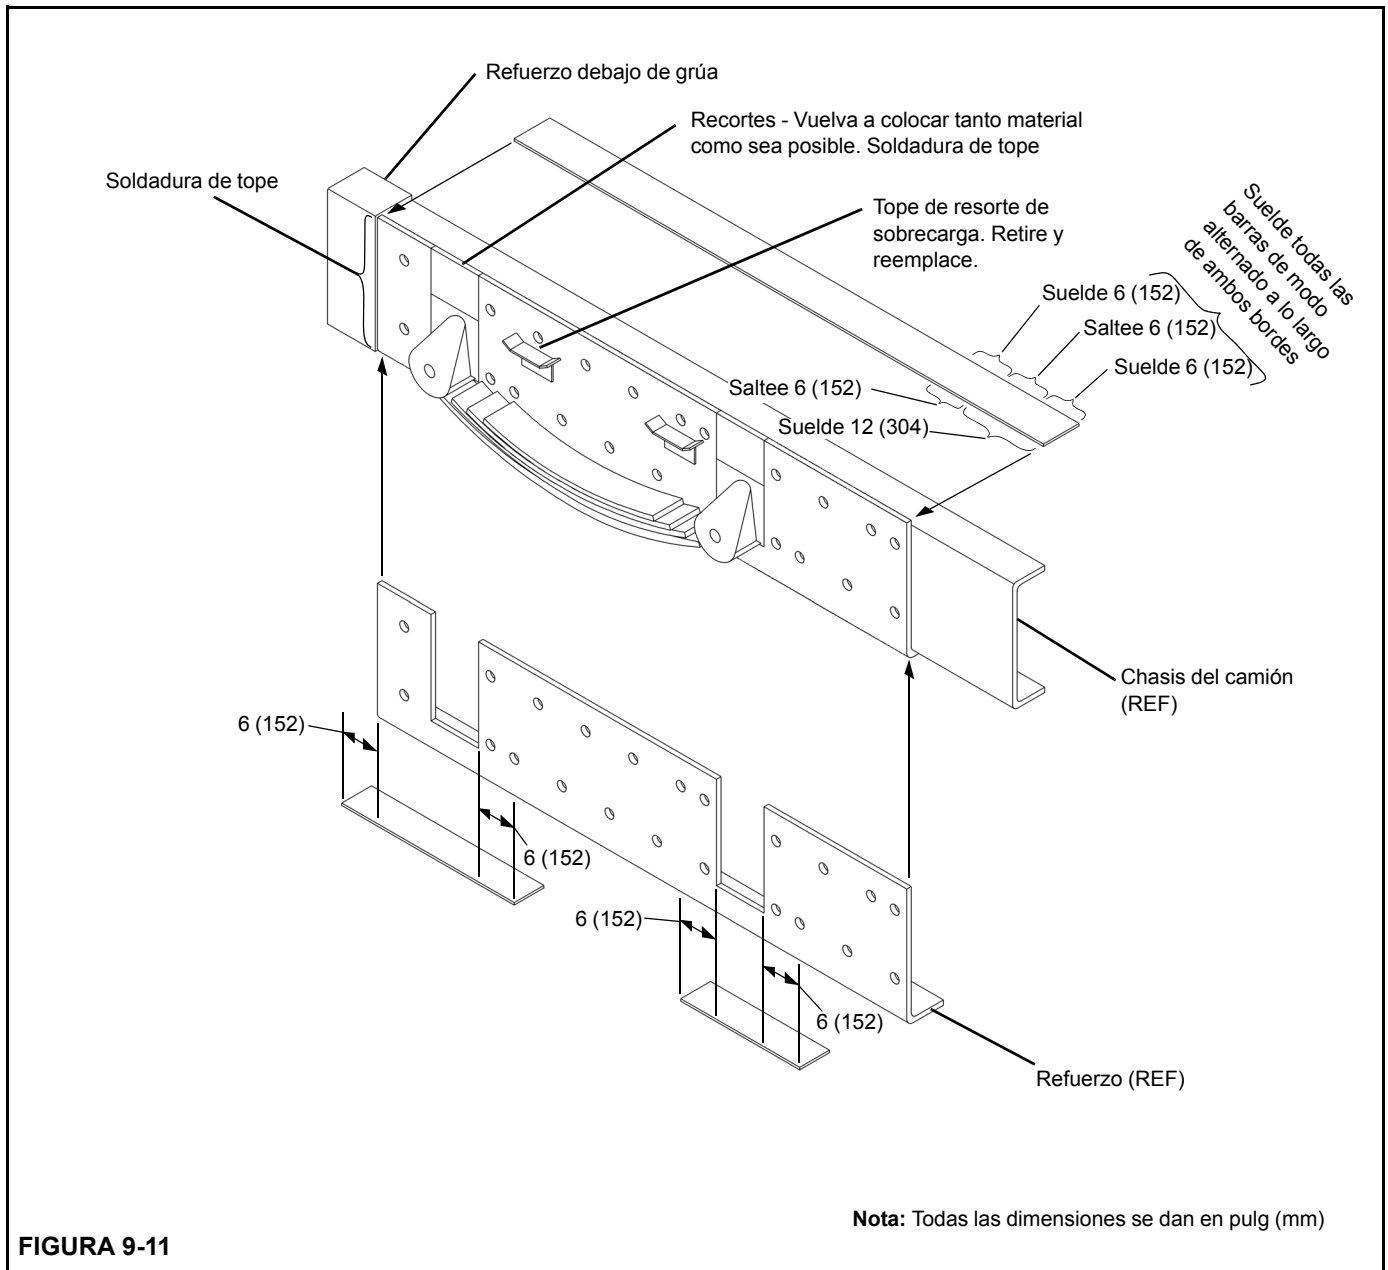 Refuerzo debajo de grúa
Recortes - Vuelva a colocar tanto material
como sea posible. Soldadura de tope
Soldadura de tope
Tope de resorte de
sobrecarga. Retire y
reemplace.
Suelde todas las
barras de modo
alternado a lo largo
de ambos bordes
Suelde 6 (152)
Saltee 6 (152)
Suelde 6 (152)
Saltee 6 (152)
Suelde 12 (304)
Chasis del camión
(REF)
6 (152)
6 (152)
6 (152)
6 (152)
Refuerzo (REF)
Nota: Todas las dimensiones se dan en pulg (mm)
FIGURA 9-11